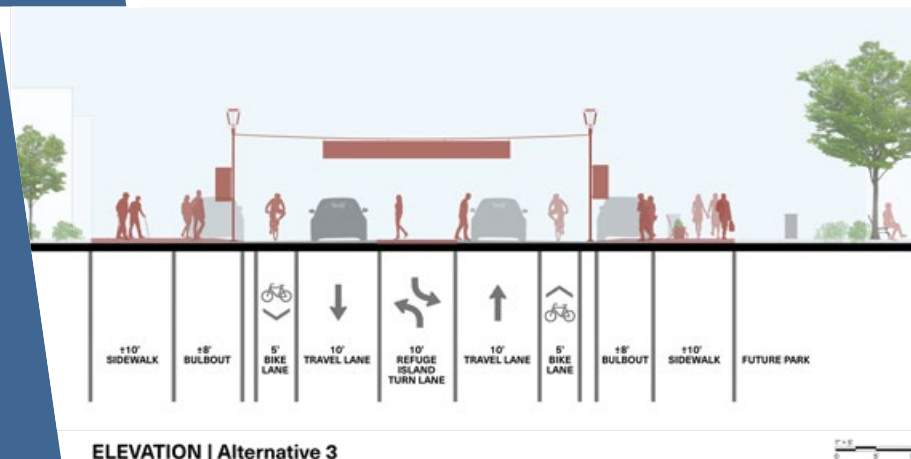 ±10'
SIDEWALK
±8'
BULBOUT
5'
BIKE
LANE
10'
TRAVEL LANE
10'
REFUGE
ISLAND
TURN LANE
10'
TRAVEL LANE
5'
BIKE
LANE
±8'
BULBOUT
±10'
SIDEWALK
FUTURE PARK
ELEVATION | Alternative 3
0